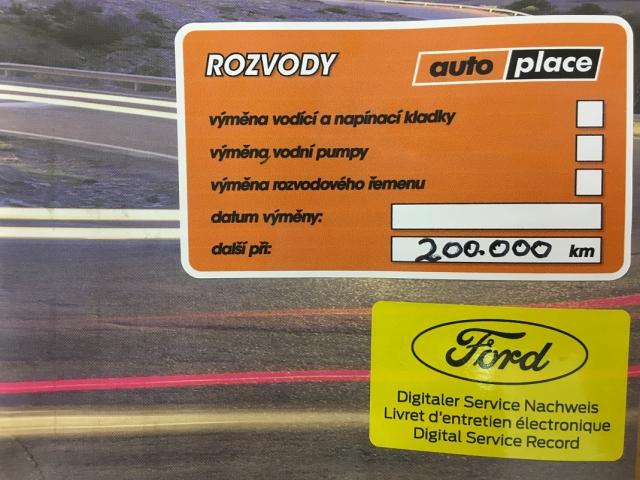 ROZVODY
auto place
výměna vodící a napínací kladky
výměna vodní pumpy
výměna rozvodového řemenu
datum výměny:
další při: 200.000 km
Ford
Digitaler Service Nachweis
Livret d'entretien électronique
Digital Service Record